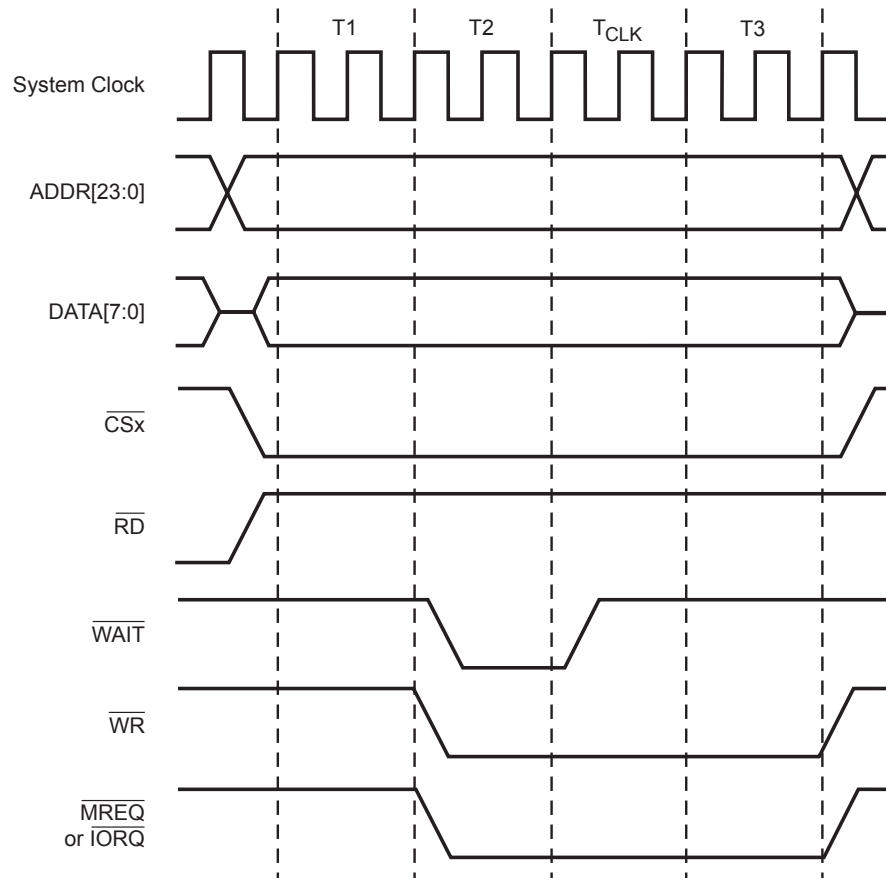 T1 T2 TCLK T3
System Clock
ADDR[23:0]
DATA[7:0]
CSx
RD
WAIT
WR
MREQ
or IORQ